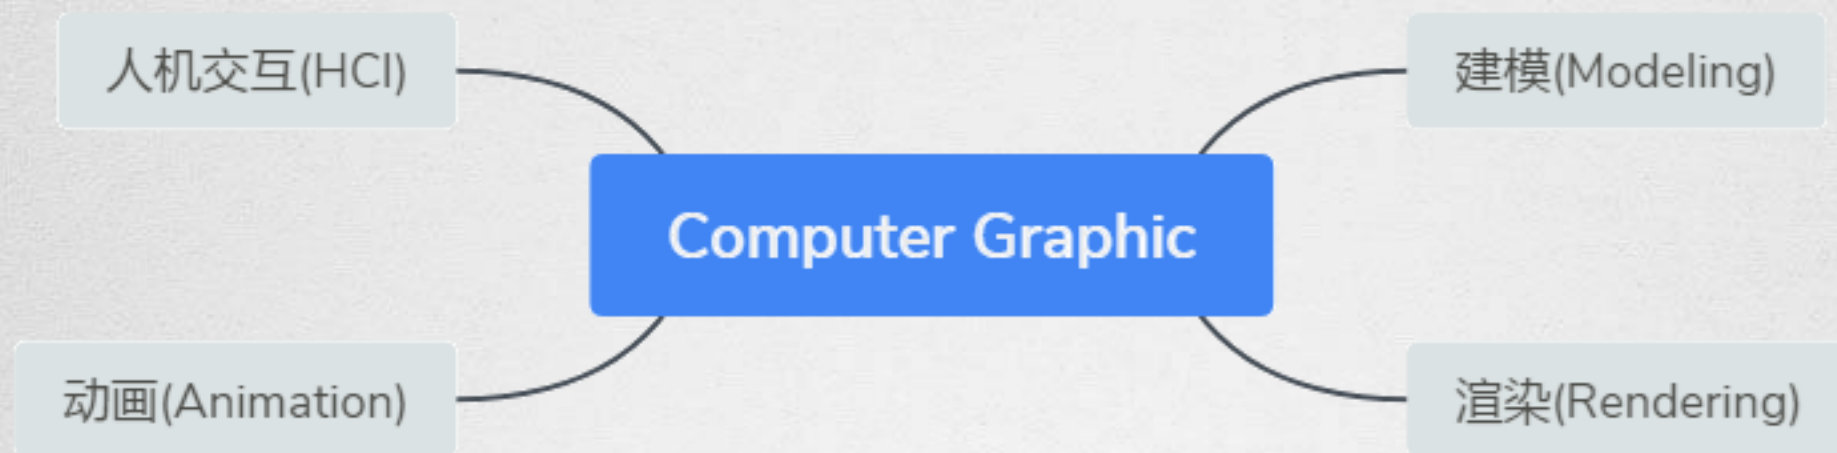 人机交互(HCI)
建模(Modeling)
Computer Graphic
动画(Animation)
渲染(Rendering)